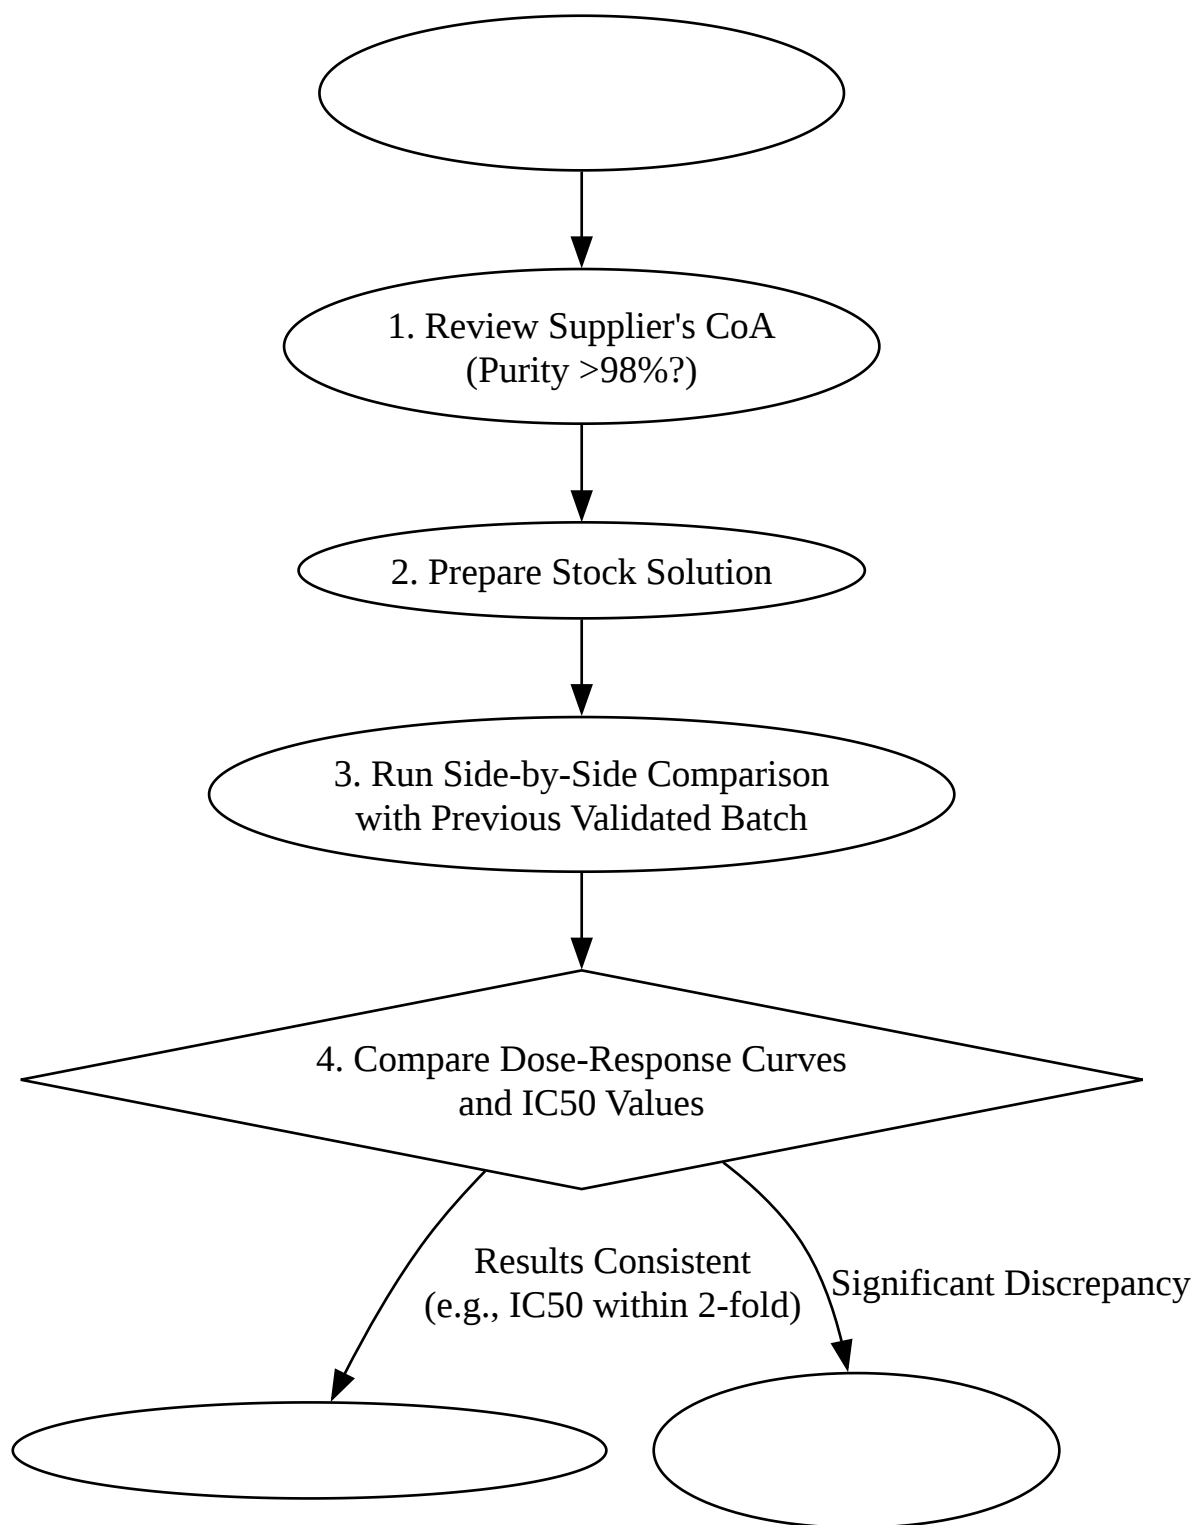 1. Review Supplier's CoA
(Purity >98%?)
2. Prepare Stock Solution
3. Run Side-by-Side Comparison
with Previous Validated Batch
4. Compare Dose-Response Curves
and IC50 Values
Results Consistent
(e.g., IC50 within 2-fold)
Significant Discrepancy